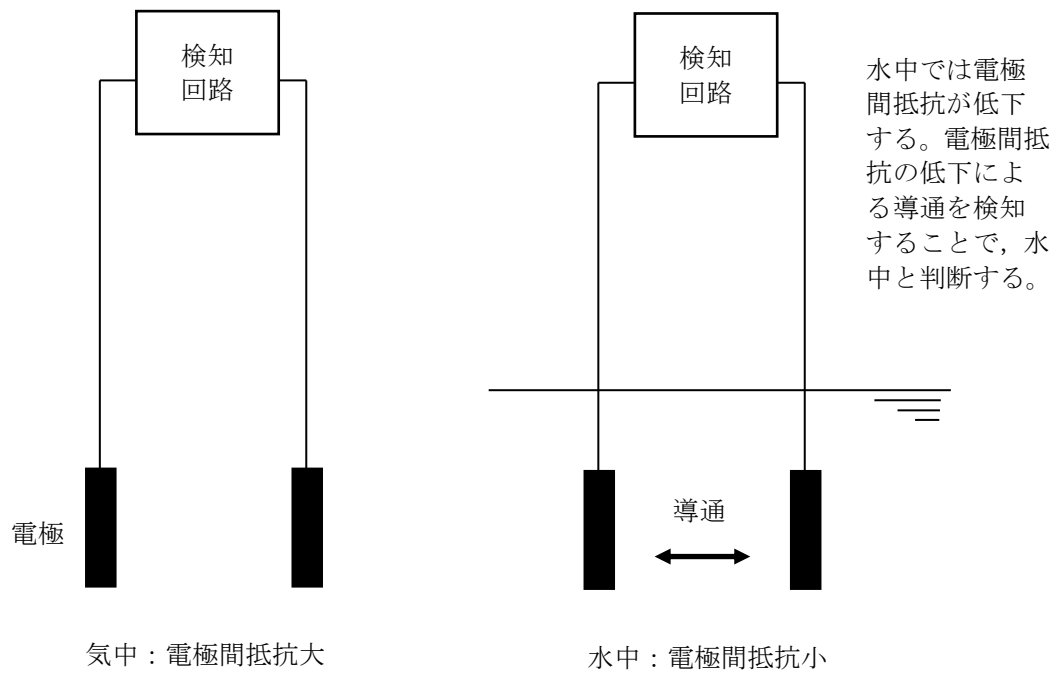 検知
回路
検知
回路
水中では電極
間抵抗が低下
する。電極間抵
抗の低下によ
る導通を検知
することで，水
中と判断する。
電極
導通
気中：電極間抵抗大
水中：電極間抵抗小